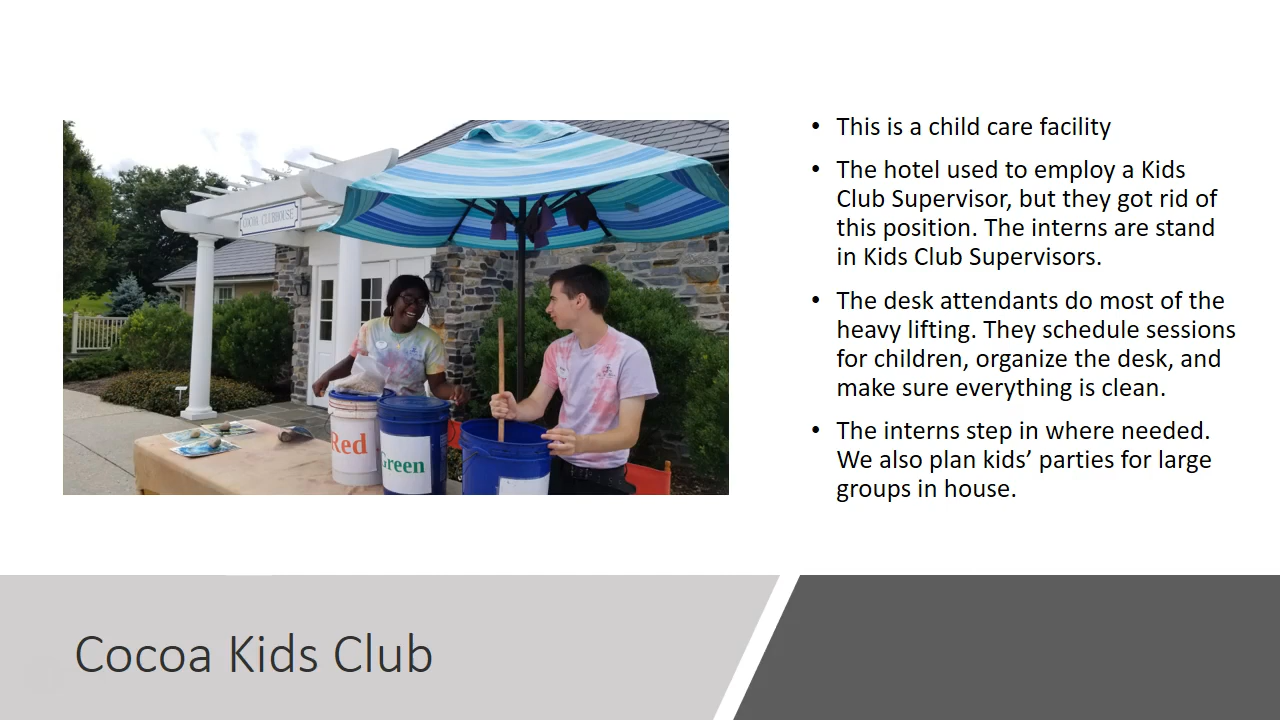 COCOA CLUBHOUSE
Red
Green
• This is a child care facility
• The hotel used to employ a Kids
Club Supervisor, but they got rid of
this position. The interns are stand
in Kids Club Supervisors.
• The desk attendants do most of the
heavy lifting. They schedule sessions
for children, organize the desk, and
make sure everything is clean.
• The interns step in where needed.
We also plan kids’ parties for large
groups in house.
Cocoa Kids Club